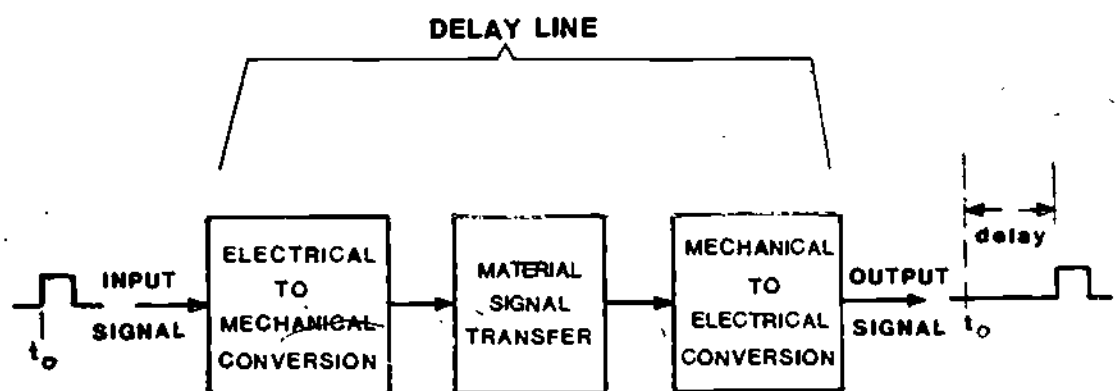 DELAY LINE
INPUT
SIGNAL
t₀
ELECTRICAL
TO
MECHANICAL
CONVERSION
MATERIAL
SIGNAL
TRANSFER
MECHANICAL
TO
ELECTRICAL
CONVERSION
OUTPUT
SIGNAL
delay
t₀